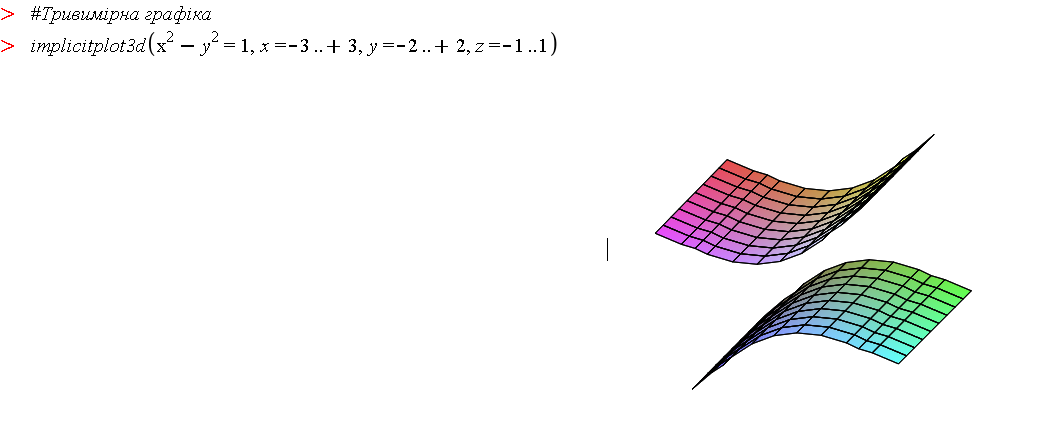 > #Тривимірна графіка
> implicitplot3d(x² − y² = 1, x = −3 .. + 3, y = −2 .. + 2, z = −1 ..1)